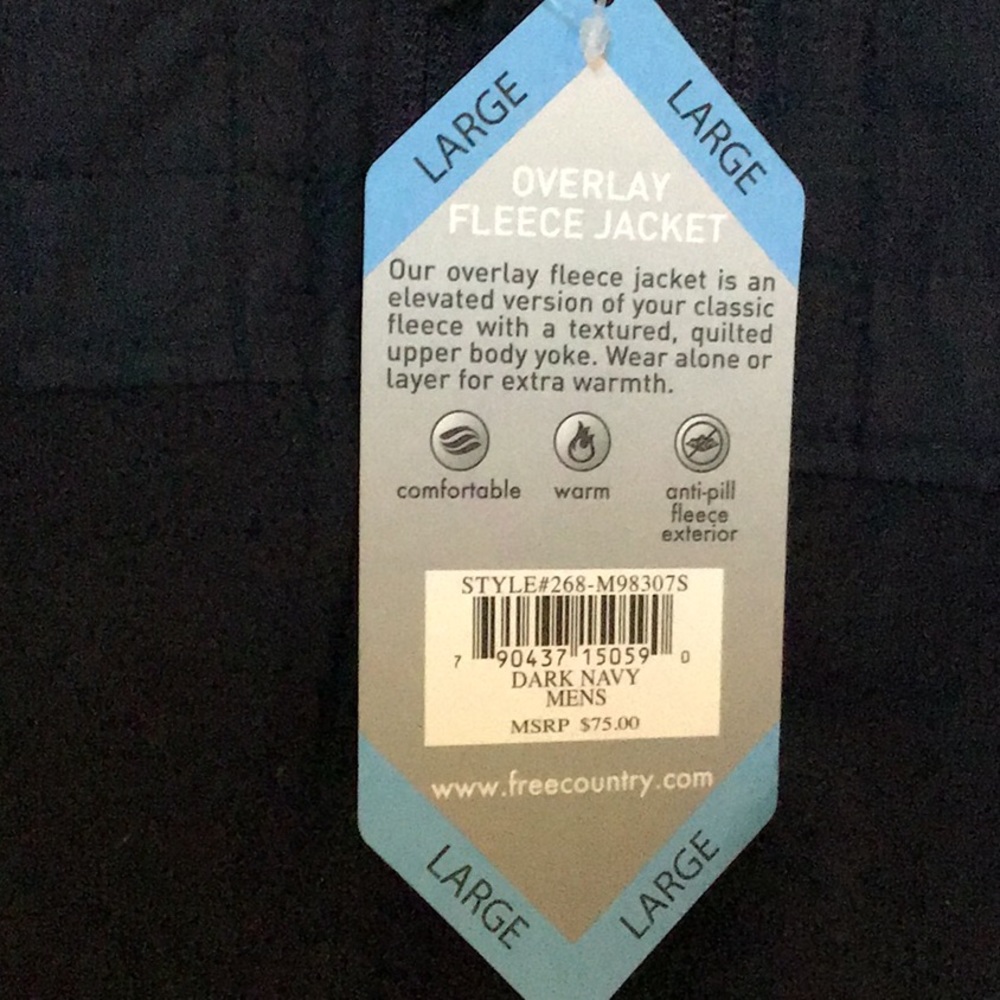 LARGE
LARGE
OVERLAY
FLEECE JACKET
Our overlay fleece jacket is an
elevated version of your classic
fleece with a textured, quilted
upper body yoke. Wear alone or
layer for extra warmth.
comfortable
warm
anti-pill
fleece
exterior
STYLE#268-M98307S
7 90437 15059 0
DARK NAVY
MENS
MSRP $75.00
www.freecountry.com
LARGE
LARGE